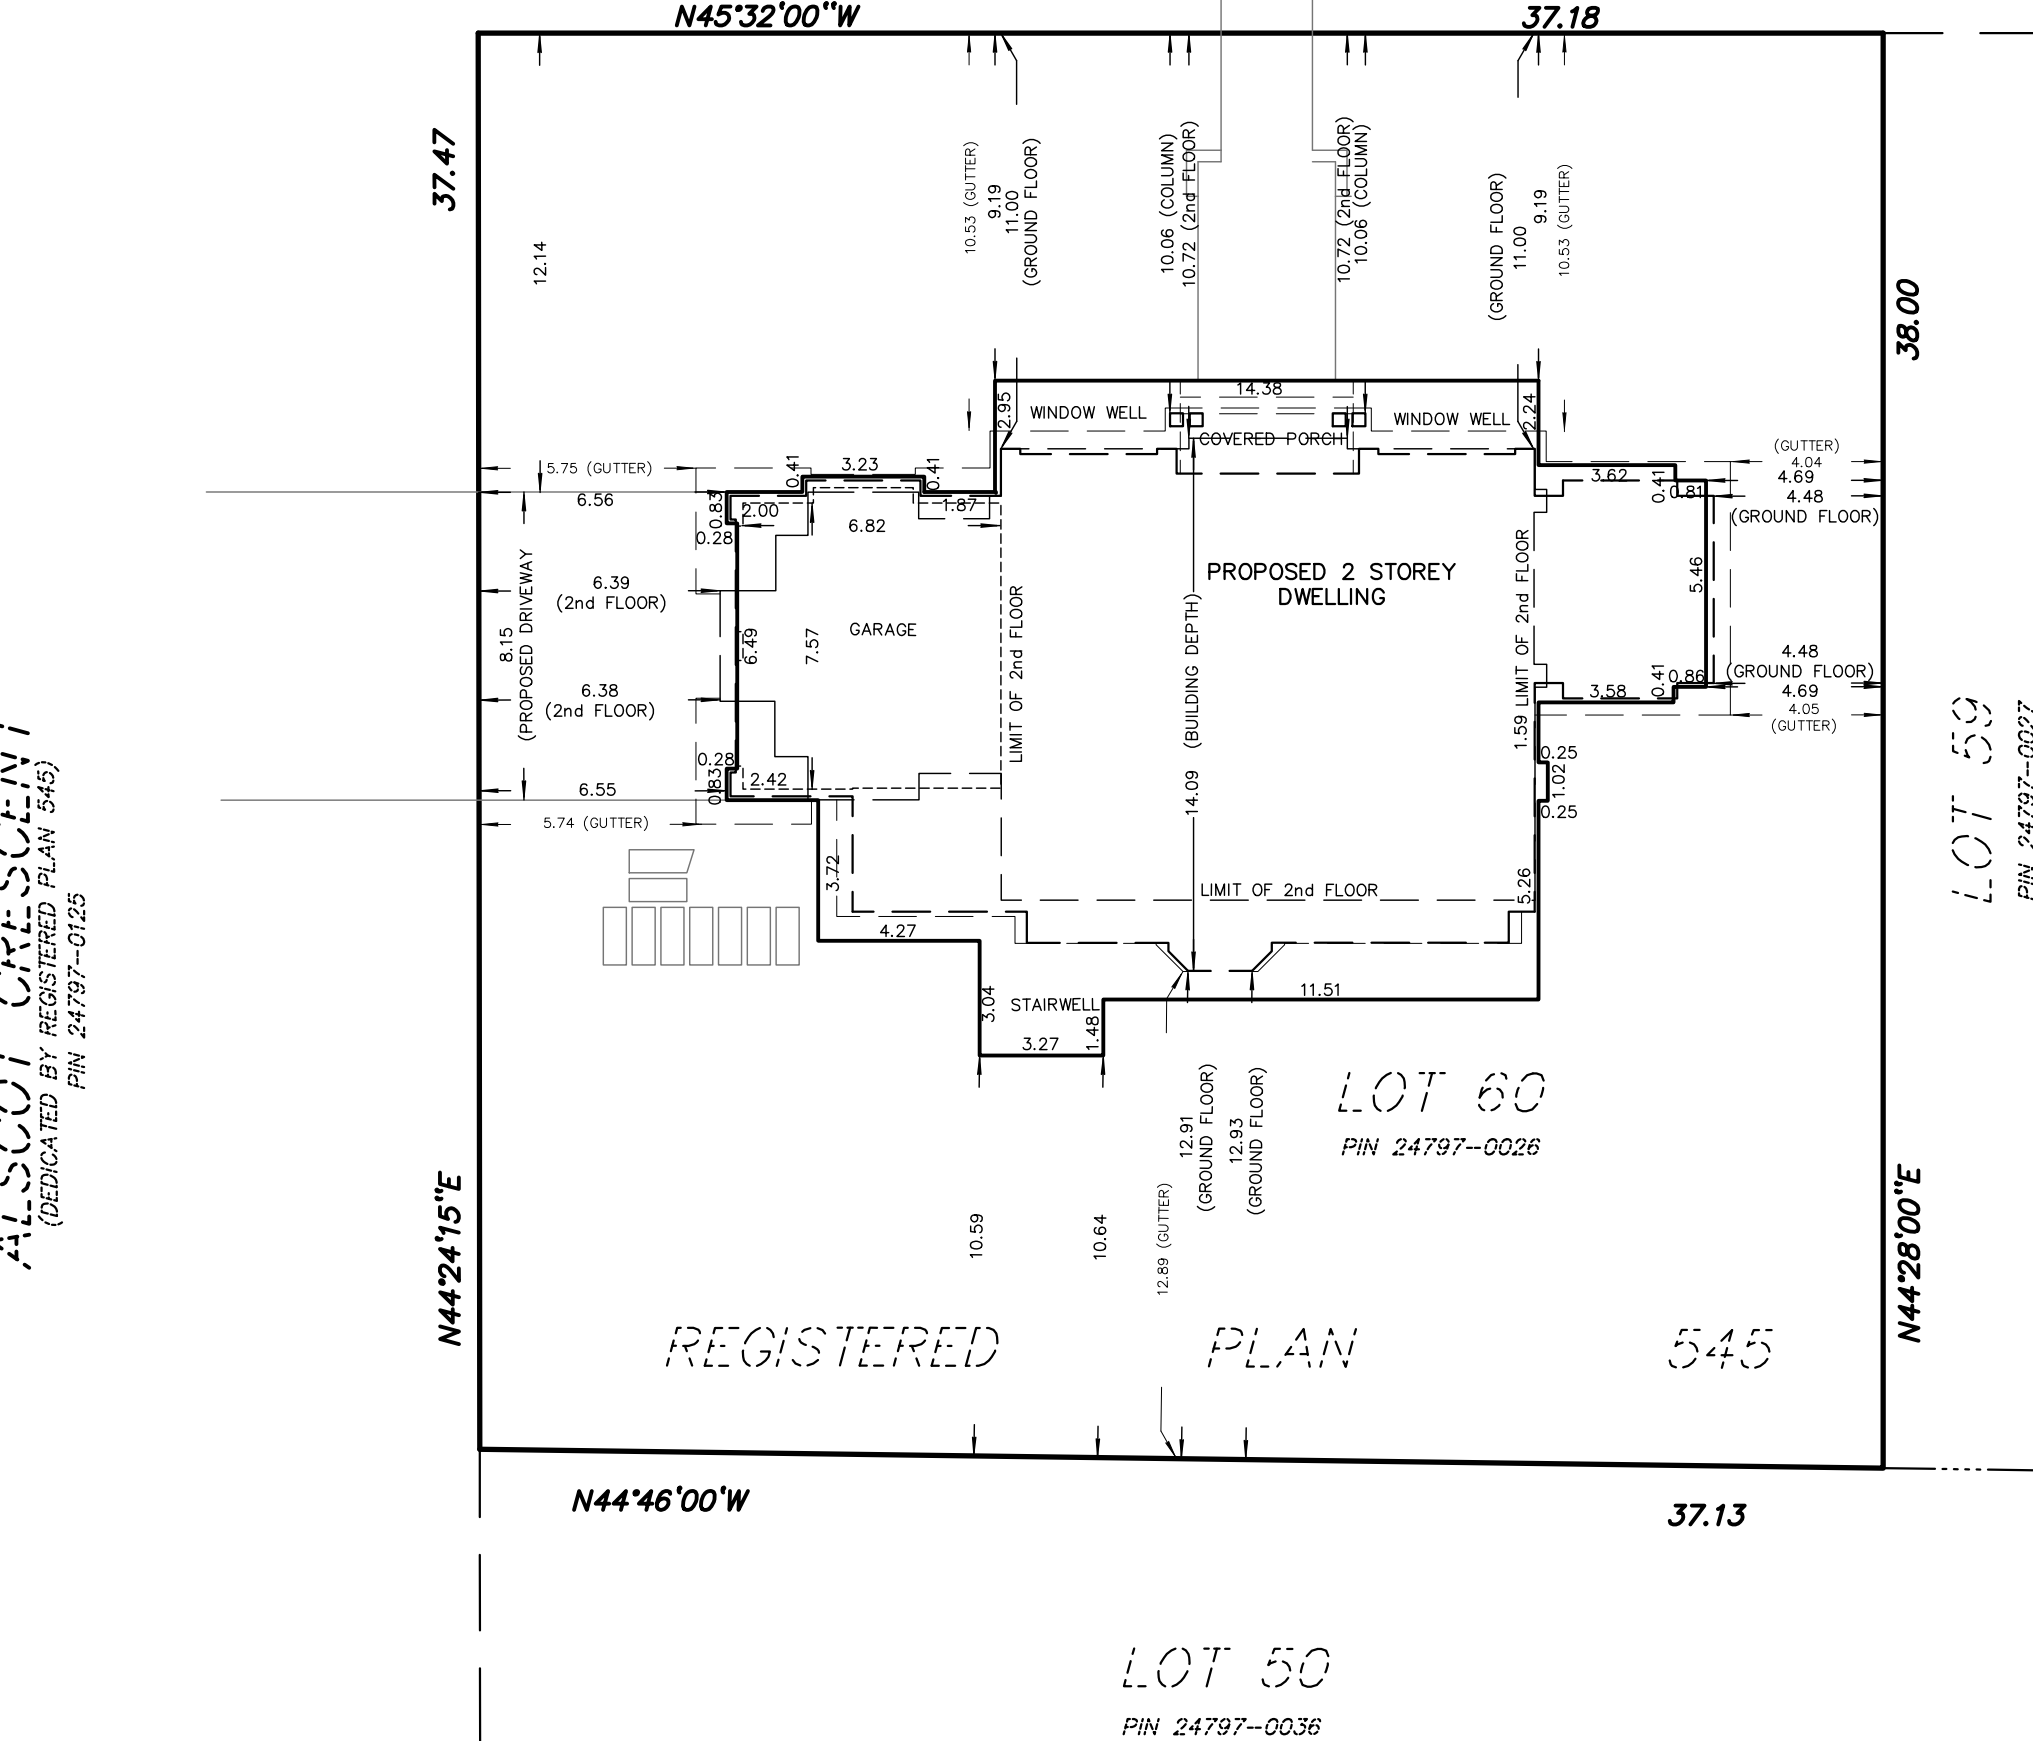 N45°32'00"W
37.18
37.47
38.00
12.14
10.53 (GUTTER)
9.19
11.00
(GROUND FLOOR)
10.06 (COLUMN)
10.72 (2nd FLOOR)
10.72 (2nd FLOOR)
10.06 (COLUMN)
(GROUND FLOOR)
11.00
9.19
10.53 (GUTTER)
14.38
2.95
WINDOW WELL
WINDOW WELL
2.24
COVERED PORCH
(GUTTER)
4.04
4.69
4.48
(GROUND FLOOR)
5.75 (GUTTER)
6.56
0.41
3.23
0.41
3.62
0.41
0.81
0.83
2.00
1.87
6.82
0.28
6.39
(2nd FLOOR)
8.15
(PROPOSED DRIVEWAY
6.49
7.57
GARAGE
LIMIT OF 2nd FLOOR
PROPOSED 2 STOREY
DWELLING
14.09 (BUILDING DEPTH)
1.59
LIMIT OF 2nd FLOOR
5.46
4.48
(GROUND FLOOR)
4.69
4.05
(GUTTER)
3.58
0.41
0.86
6.38
(2nd FLOOR)
0.28
0.83
2.42
6.55
5.74 (GUTTER)
0.25
1.02
0.25
3.72
LIMIT OF 2nd FLOOR
5.26
4.27
3.04
STAIRWELL
11.51
3.27
1.48
LOT 60
PIN 24797--0026
12.91
(GROUND FLOOR)
12.93
(GROUND FLOOR)
12.89 (GUTTER)
10.59
10.64
(DEDICATED BY REGISTERED PLAN 545)
PIN 24797--0125
LOT 59
PIN 24797--0027
N44°24'15"E
N44°28'00"E
REGISTERED PLAN 545
N44°46'00'W
37.13
LOT 50
PIN 24797--0036